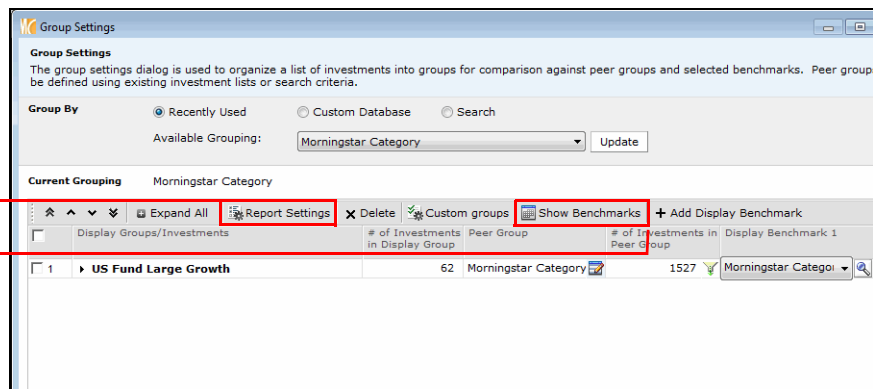 Group Settings
Group Settings
The group settings dialog is used to organize a list of investments into groups for comparison against peer groups and selected benchmarks. Peer group
be defined using existing investment lists or search criteria.
Group By Recently Used Custom Database Search
Available Grouping: Morningstar Category Update
Current Grouping Morningstar Category
Expand All Report Settings Delete Custom groups Show Benchmarks Add Display Benchmark
Display Groups/Investments # of Investments Peer Group # of Investments in Display Benchmark 1
in Display Group Peer Group
1 US Fund Large Growth 62 Morningstar Category 1527 Morningstar Categor